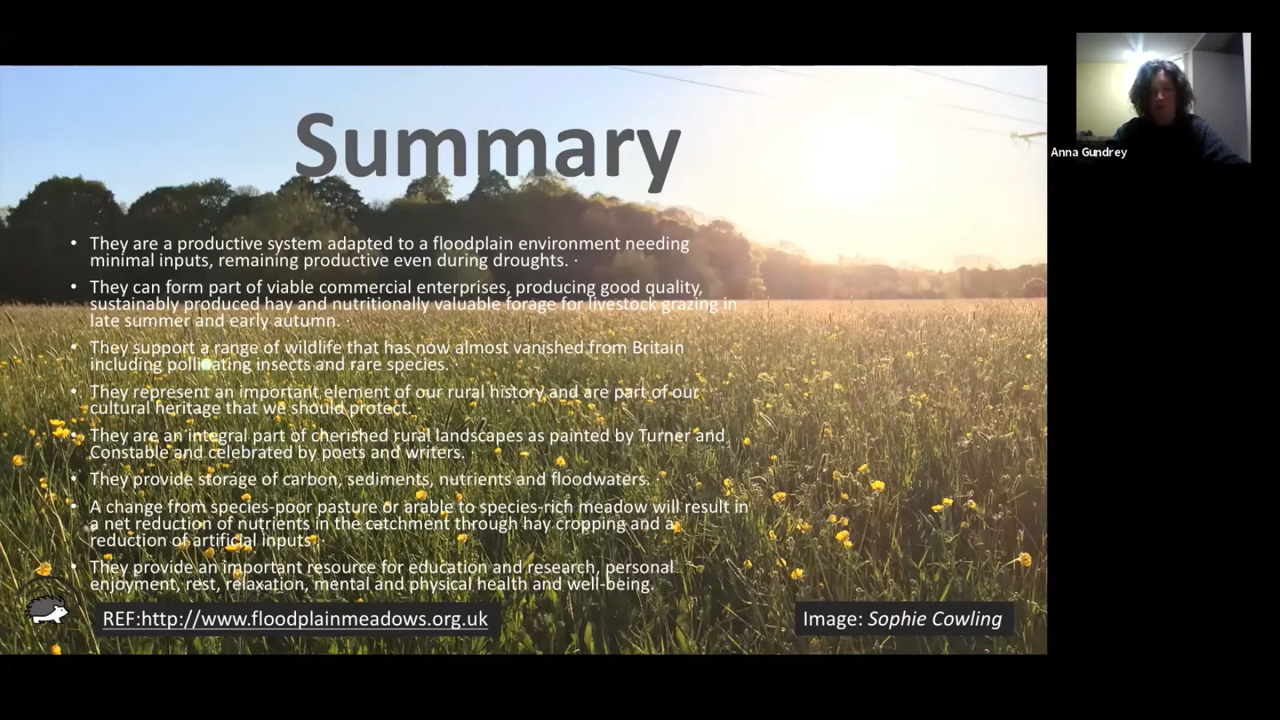 Summary
Anna Gundrey
• They are a productive system adapted to a floodplain environment needing
minimal inputs, remaining productive even during droughts. ·
• They can form part of viable commercial enterprises, producing good quality,
sustainably produced hay and nutritionally valuable forage for livestock grazing in
late summer and early autumn. ·
• They support a range of wildlife that has now almost vanished from Britain
including pollinating insects and rare species. ·
• They represent an important element of our rural history and are part of our
cultural heritage that we should protect. ·
• They are an integral part of cherished rural landscapes as painted by Turner and
Constable and celebrated by poets and writers. ·
• They provide storage of carbon, sediments, nutrients and floodwaters. ·
• A change from species-poor pasture or arable to species-rich meadow will result in
a net reduction of nutrients in the catchment through hay cropping and a
reduction of artificial inputs . ·
• They provide an important resource for education and research, personal
enjoyment, rest, relaxation, mental and physical health and well-being.
REF:http://www.floodplainmeadows.org.uk
Image: Sophie Cowling